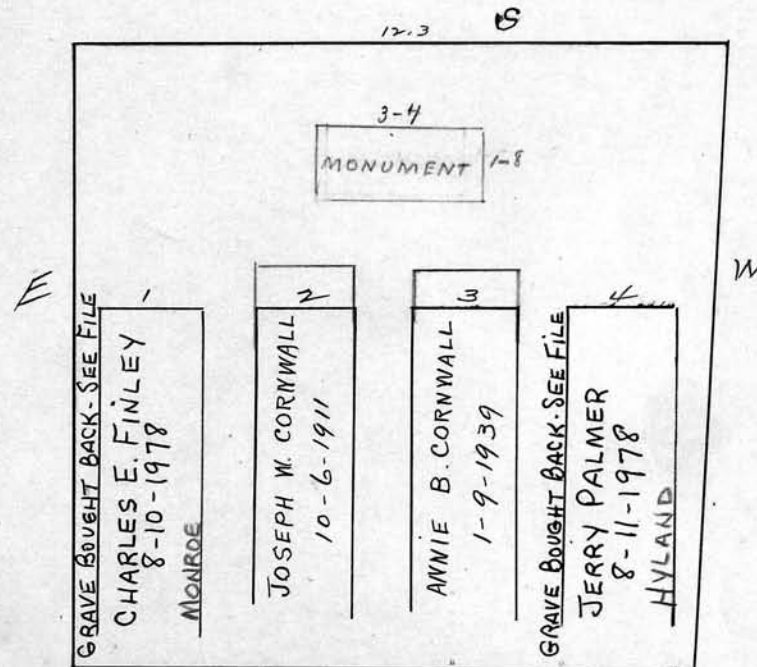 S
12.3
3-4
MONUMENT
1-8
E
W
1
2
3
4
GRAVE BOUGHT BACK - SEE FILE
CHARLES E. FINLEY
8-10-1978
MONROE
JOSEPH W. CORNWALL
10-6-1911
ANNIE B. CORNWALL
1-9-1939
GRAVE BOUGHT BACK - SEE FILE
JERRY PALMER
8-11-1978
HYLAND